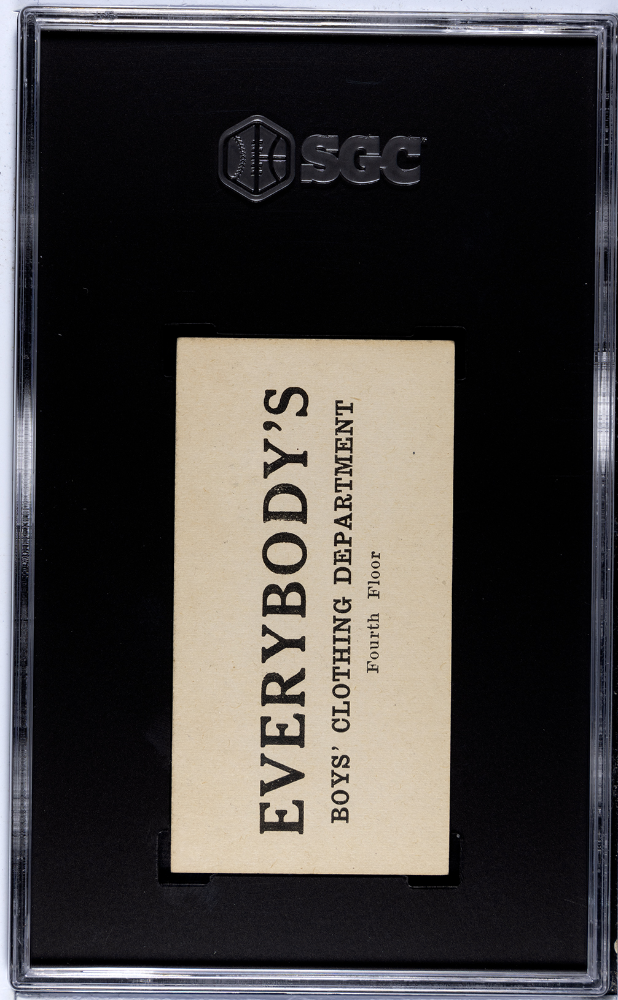 SGC
EVERYBODY'S
BOYS' CLOTHING DEPARTMENT
Fourth Floor